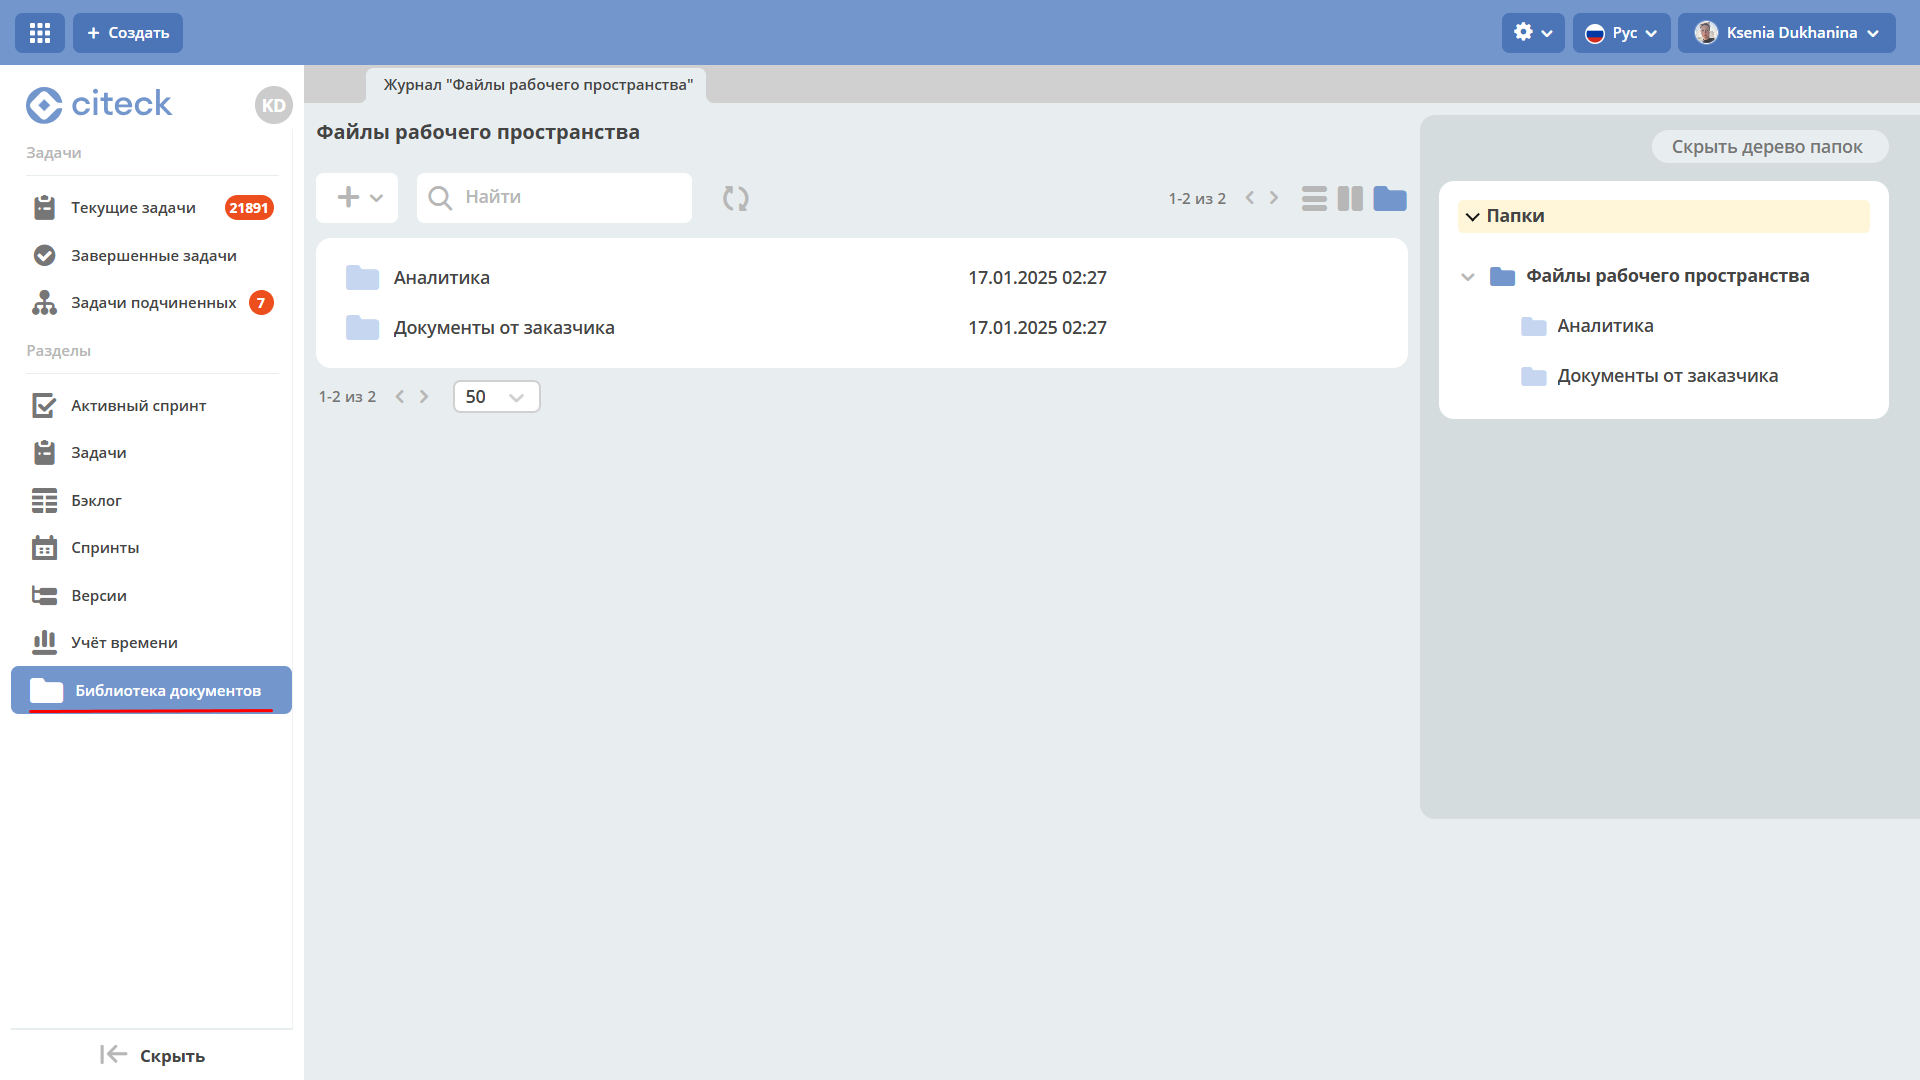 + Создать
Рус
Ksenia Dukhanina
citeck
KD
Журнал "Файлы рабочего пространства"
Задачи
Текущие задачи 21891
Завершенные задачи
Задачи подчиненных 7
Разделы
Активный спринт
Задачи
Бэклог
Спринты
Версии
Учёт времени
Библиотека документов
Скрыть
Файлы рабочего пространства
Найти
1-2 из 2
Аналитика 17.01.2025 02:27
Документы от заказчика 17.01.2025 02:27
1-2 из 2
50
Скрыть дерево папок
Папки
Файлы рабочего пространства
Аналитика
Документы от заказчика